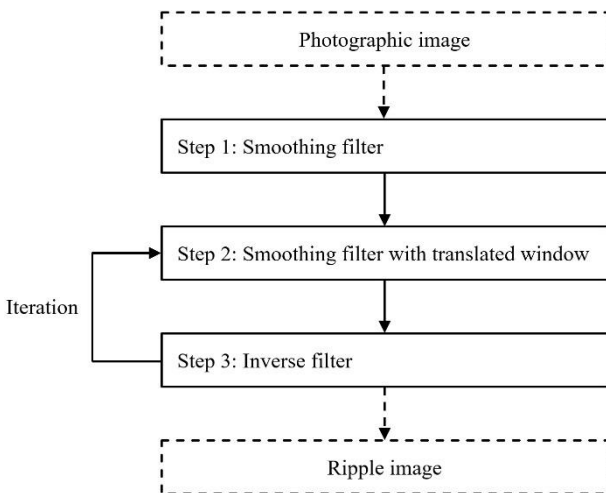 Photographic image
Step 1: Smoothing filter
Step 2: Smoothing filter with translated window
Iteration
Step 3: Inverse filter
Ripple image